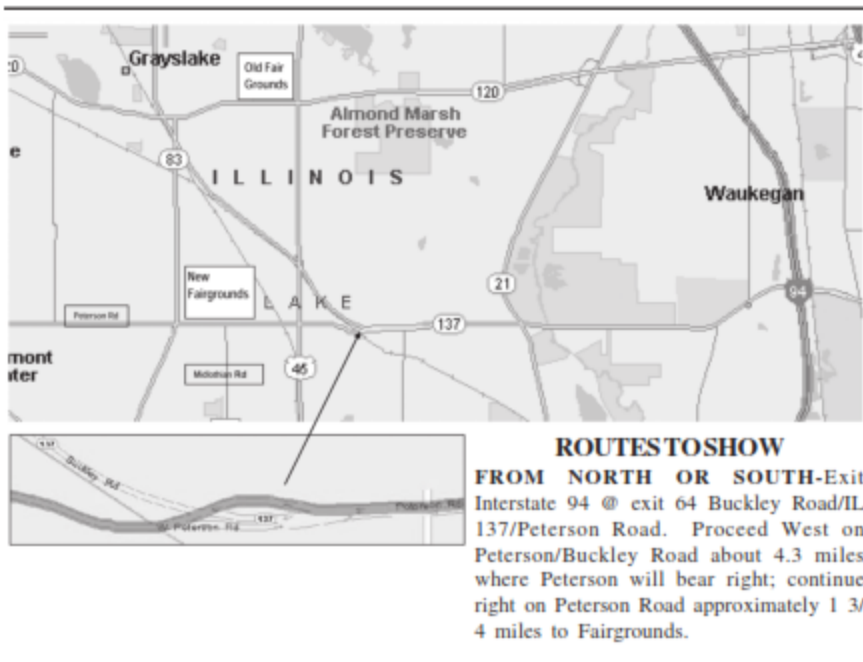 Grayslake
Old Fair
Grounds
120
Almond Marsh
Forest Preserve
83
ILLINOIS
Waukegan
New
Fairgrounds
LAKE
21
94
Peterson Rd
137
Midlothian Rd
45
137
Buckley Rd
W. Peterson Rd
137
Peterson Rd
ROUTES TO SHOW
FROM NORTH OR SOUTH-Exit
Interstate 94 @ exit 64 Buckley Road/IL
137/Peterson Road. Proceed West on
Peterson/Buckley Road about 4.3 miles
where Peterson will bear right; continue
right on Peterson Road approximately 1 3/
4 miles to Fairgrounds.